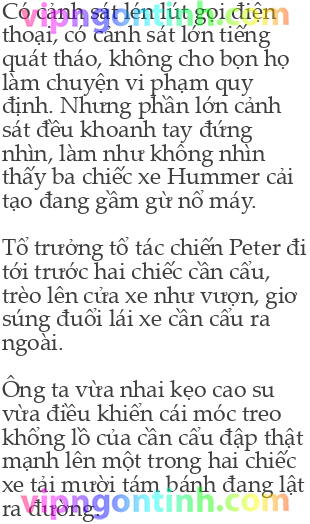 Có cảnh sát lén lút gọi điện
thoại, có cảnh sát lớn tiếng
quát tháo, không cho bọn họ
làm chuyện vi phạm quy
định. Nhưng phần lớn cảnh
sát đều khoanh tay đứng
nhìn, làm như không nhìn
thấy ba chiếc xe Hummer cải
tạo đang gầm gừ nổ máy.
Tổ trưởng tổ tác chiến Peter đi
tới trước hai chiếc cần cẩu,
trèo lên cửa xe như vượn, giơ
súng đuổi lái xe cần cẩu ra
ngoài.
Ông ta vừa nhai kẹo cao su
vừa điều khiển cái móc treo
khổng lồ của cần cẩu đập thật
mạnh lên một trong hai chiếc
xe tải mười tám bánh đang lật
ra đường.
vipngontinh.com
vipngontinh.com